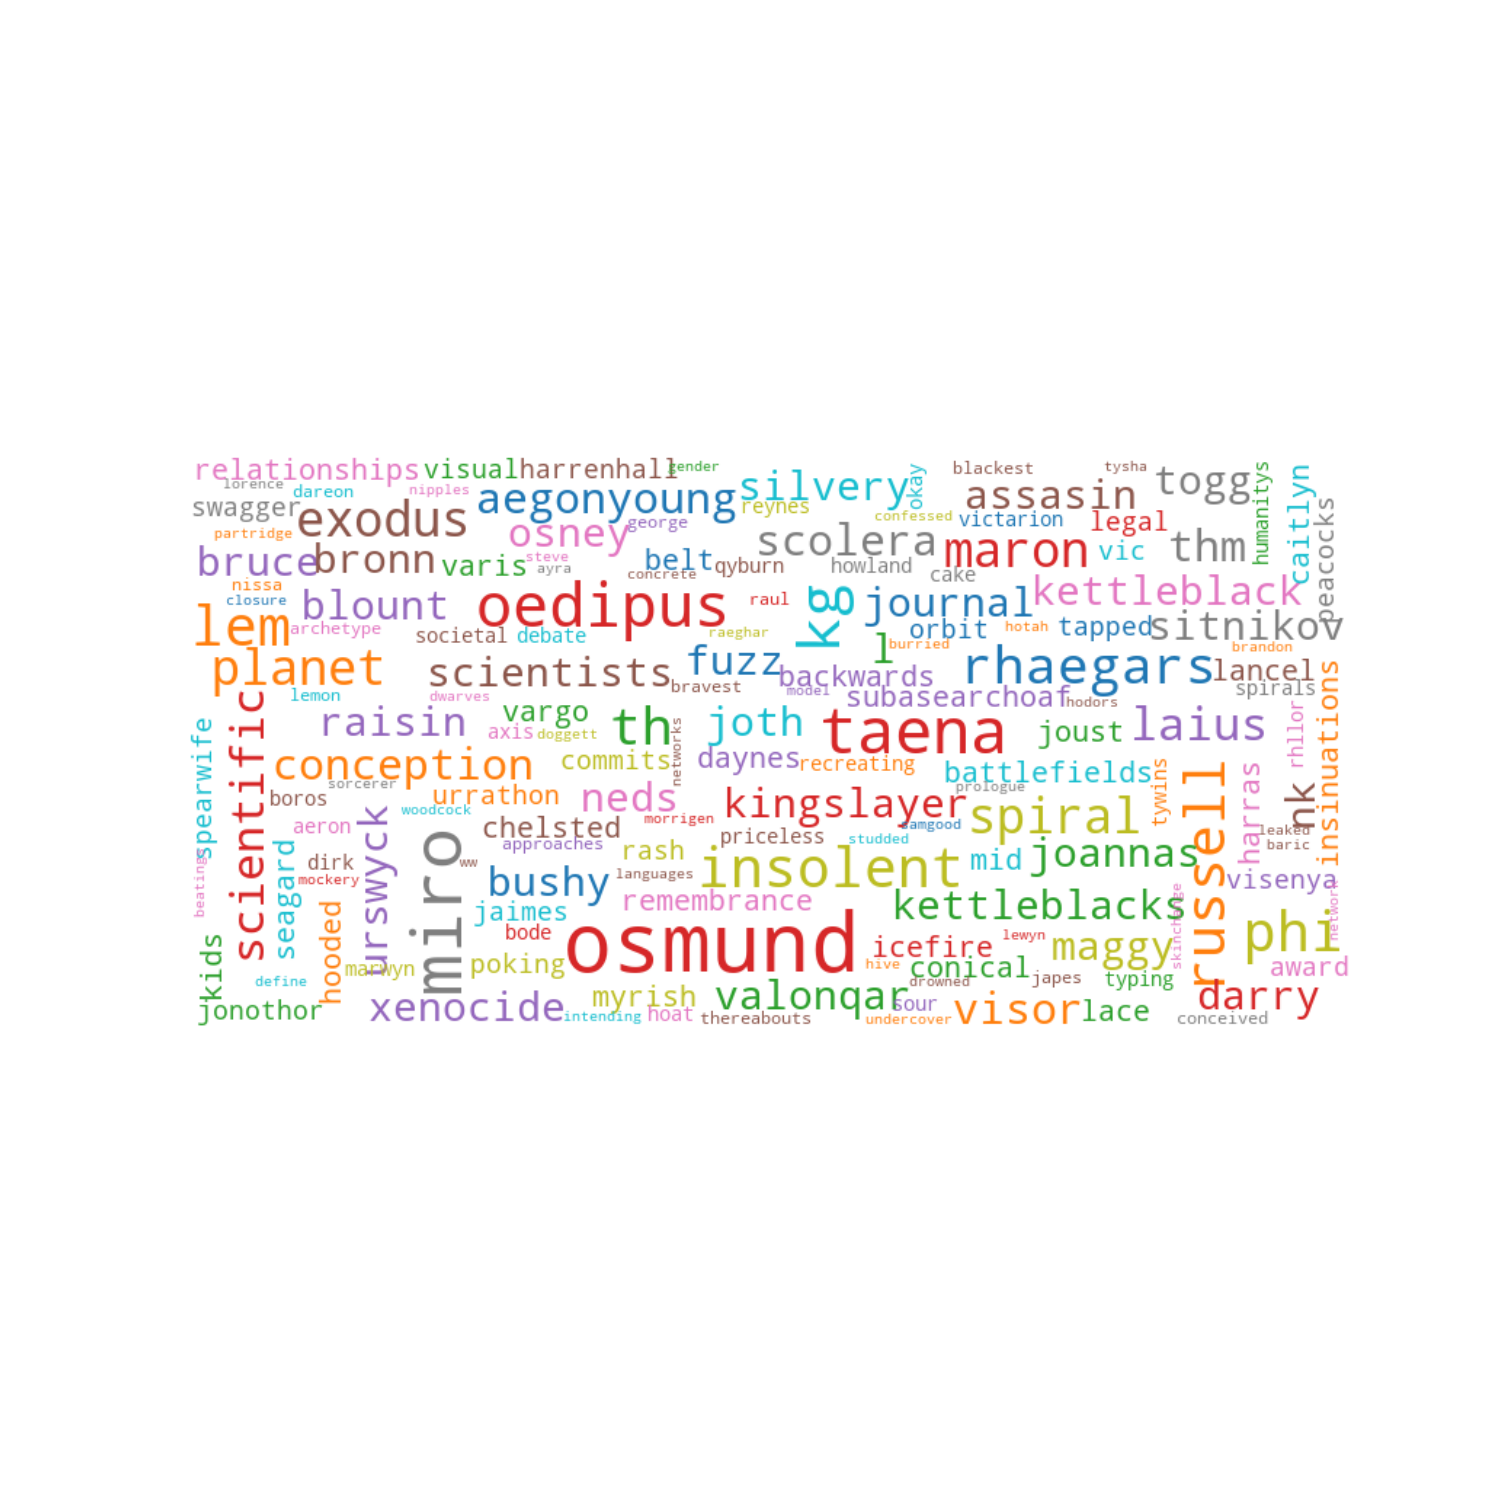 relationships
visual
harrenhall
gender
silvery
okay
blackest
tysha
togg
humanitys
caitlyn
lorence
dareon
nipples
aegonyoung
reynes
assasin
swagger
exodus
george
confessed
victarion
legal
peacocks
partridge
osney
scolera
maron
vic
thm
bruce
bronn
varis
steve
ayra
belt
qyburn
howland
cake
concrete
nissa
closure
blount
oedipus
raul
kg
journal
kettleblack
lem
archetype
societal
debate
raeghar
l
burried
orbit
hotah
tapped
sitnikov
brandon
planet
scientists
fuzz
backwards
rhaegars
lancel
spirals
bravest
model
subasearchoaf
hodors
insinuations
scientific
lemon
dwarves
raisin
vargo
axis
doggett
th
networks
joth
taena
joust
laius
rhllor
spearwife
conception
commits
daynes
recreating
battlefields
prologue
tywins
russell
harras
nk
sorcerer
boros
urrathon
neds
kingslayer
spiral
woodcock
aeron
urswyck
miro
chelsted
morrigen
priceless
studded
damgood
leaked
baric
beatings
seagard
dirk
mockery
ww
approaches
rash
languages
insolent
mid
joannas
visenya
network
bushy
remembrance
kettleblacks
skinchange
jaimes
bode
osmund
icefire
lewyn
maggy
phi
kids
hooded
marwyn
poking
hive
conical
award
define
drowned
japes
typing
darry
jonothor
xenocide
intending
myrish
hoat
thereabouts
valonqar
sour
undercover
visor
lace
conceived